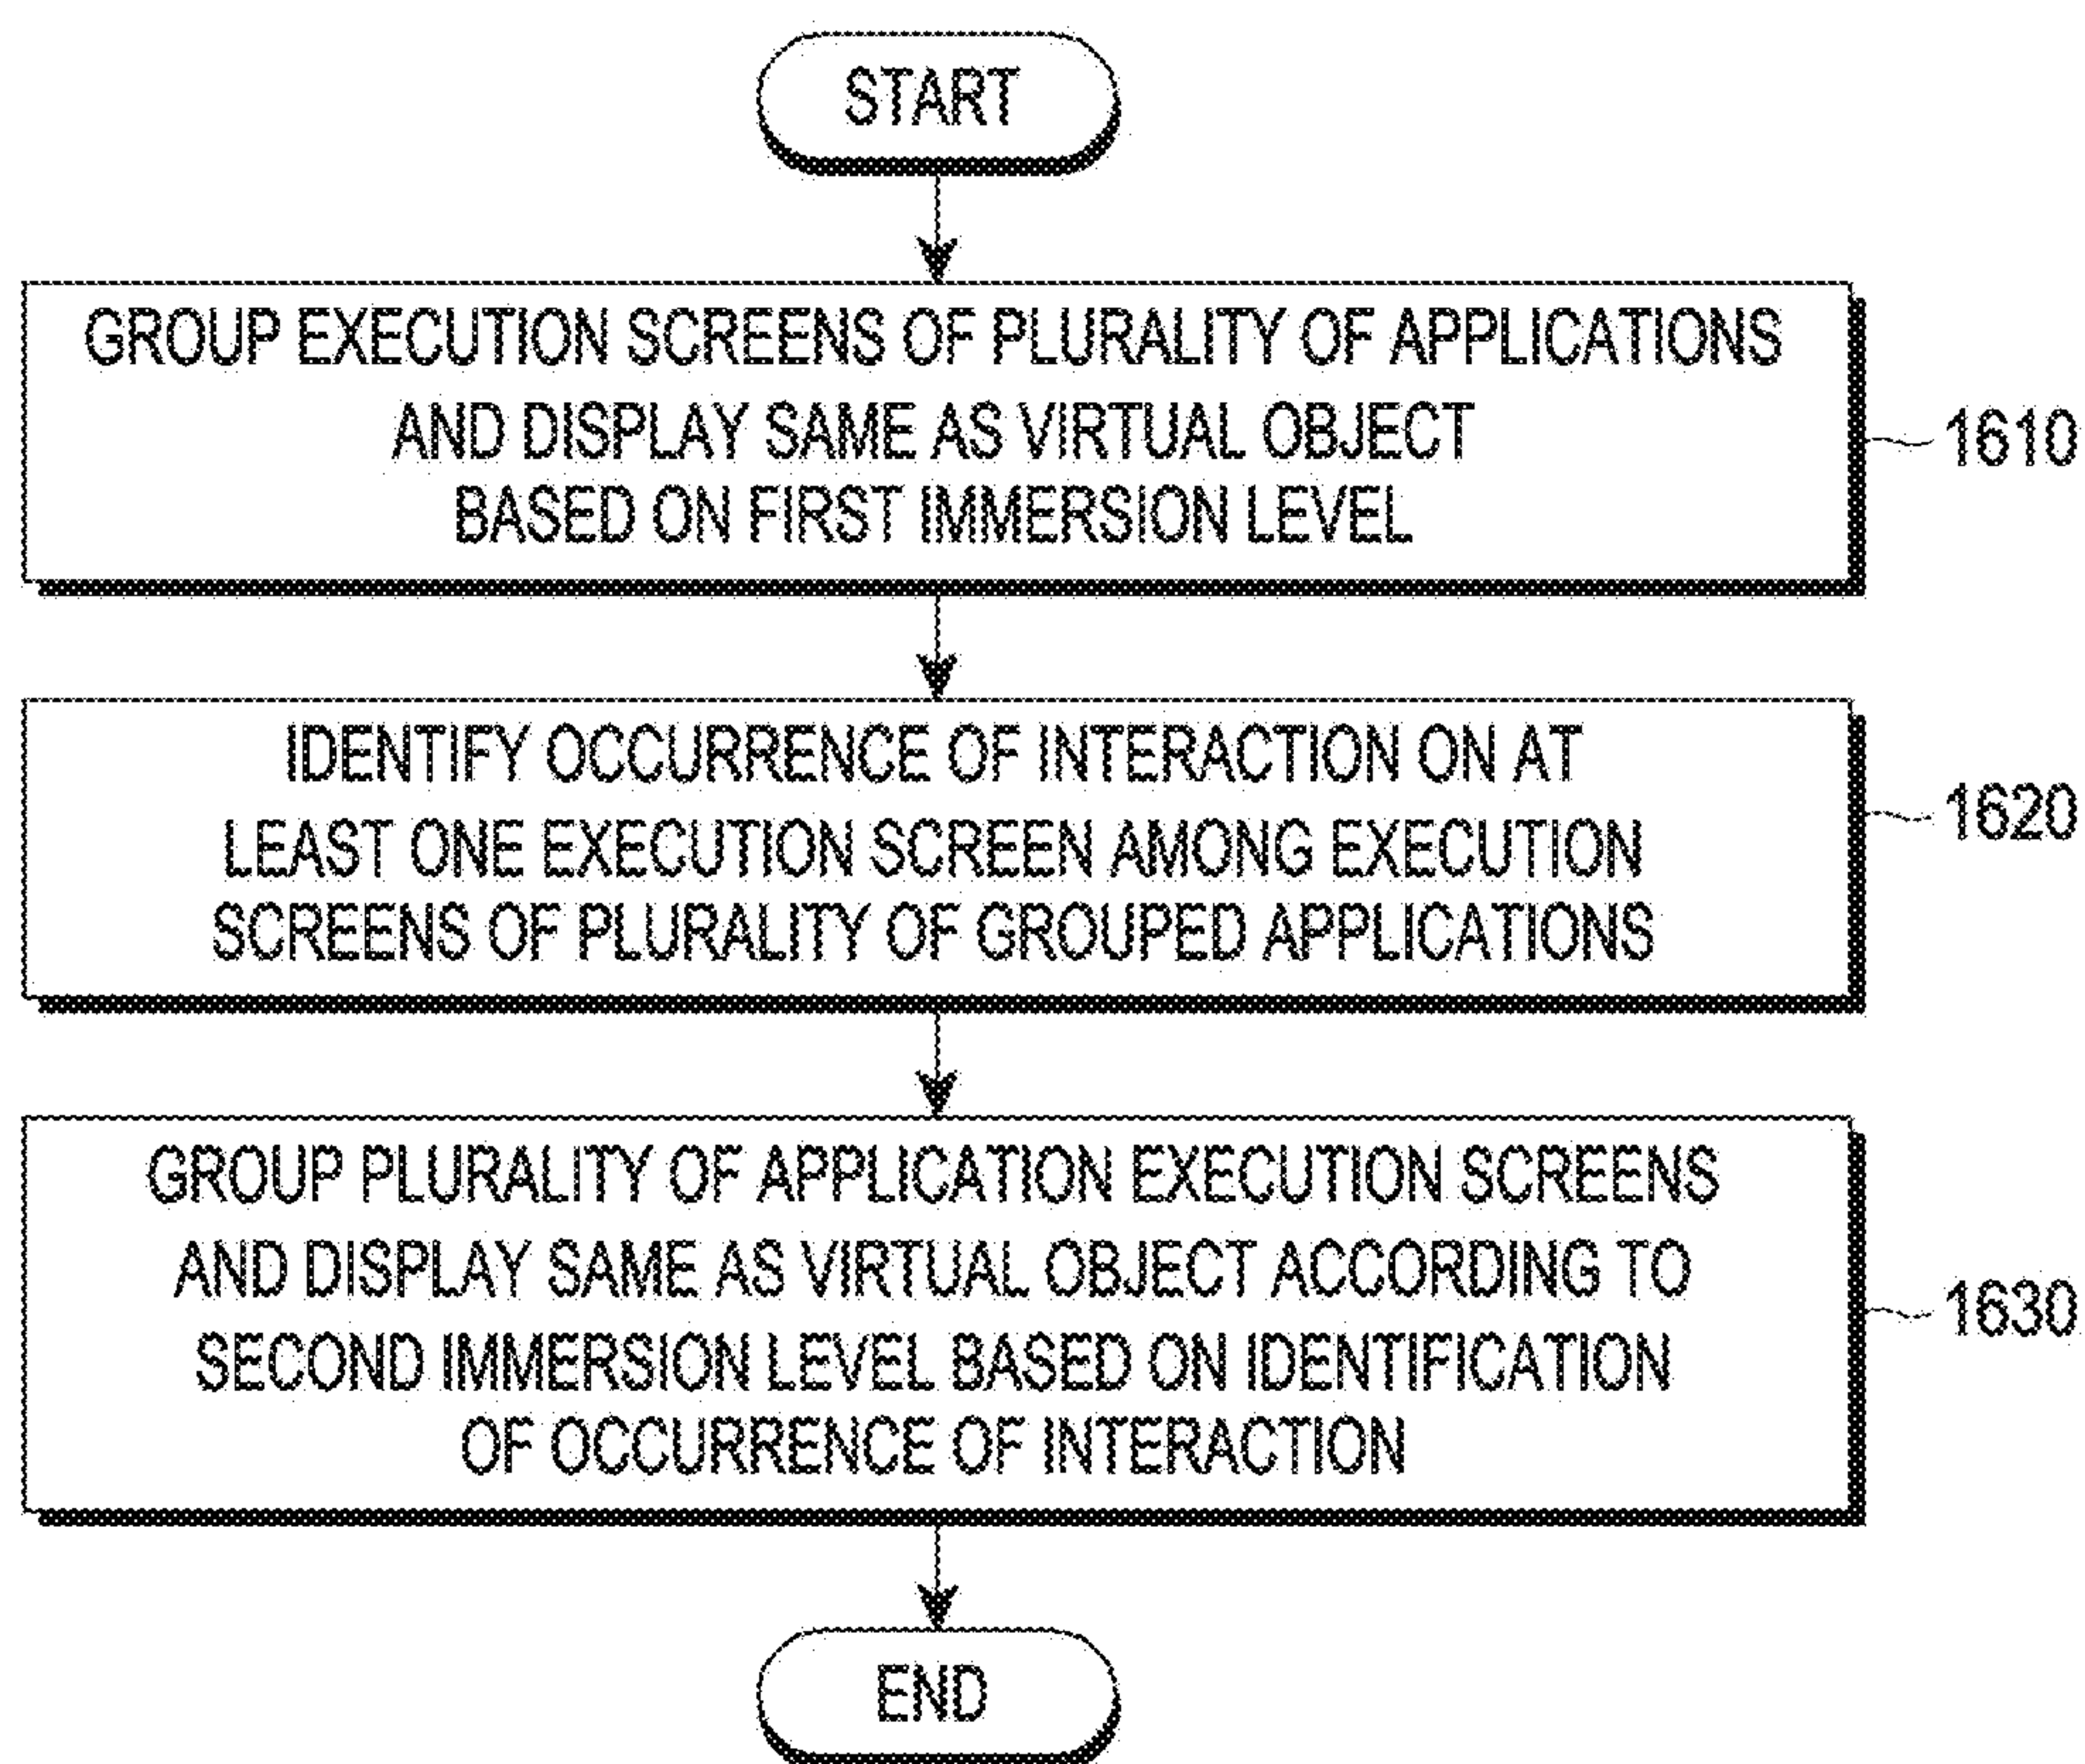 START
GROUP EXECUTION SCREENS OF PLURALITY OF APPLICATIONS
AND DISPLAY SAME AS VIRTUAL OBJECT
BASED ON FIRST IMMERSION LEVEL
1610
IDENTIFY OCCURRENCE OF INTERACTION ON AT
LEAST ONE EXECUTION SCREEN AMONG EXECUTION
SCREENS OF PLURALITY OF GROUPED APPLICATIONS
1620
GROUP PLURALITY OF APPLICATION EXECUTION SCREENS
AND DISPLAY SAME AS VIRTUAL OBJECT ACCORDING TO
SECOND IMMERSION LEVEL BASED ON IDENTIFICATION
OF OCCURRENCE OF INTERACTION
1630
END